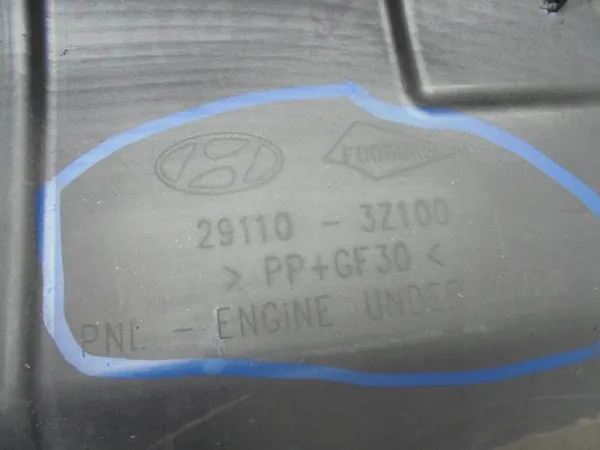 29110 - 3Z100
> PP+GF30 <
PNL - ENGINE UNDER